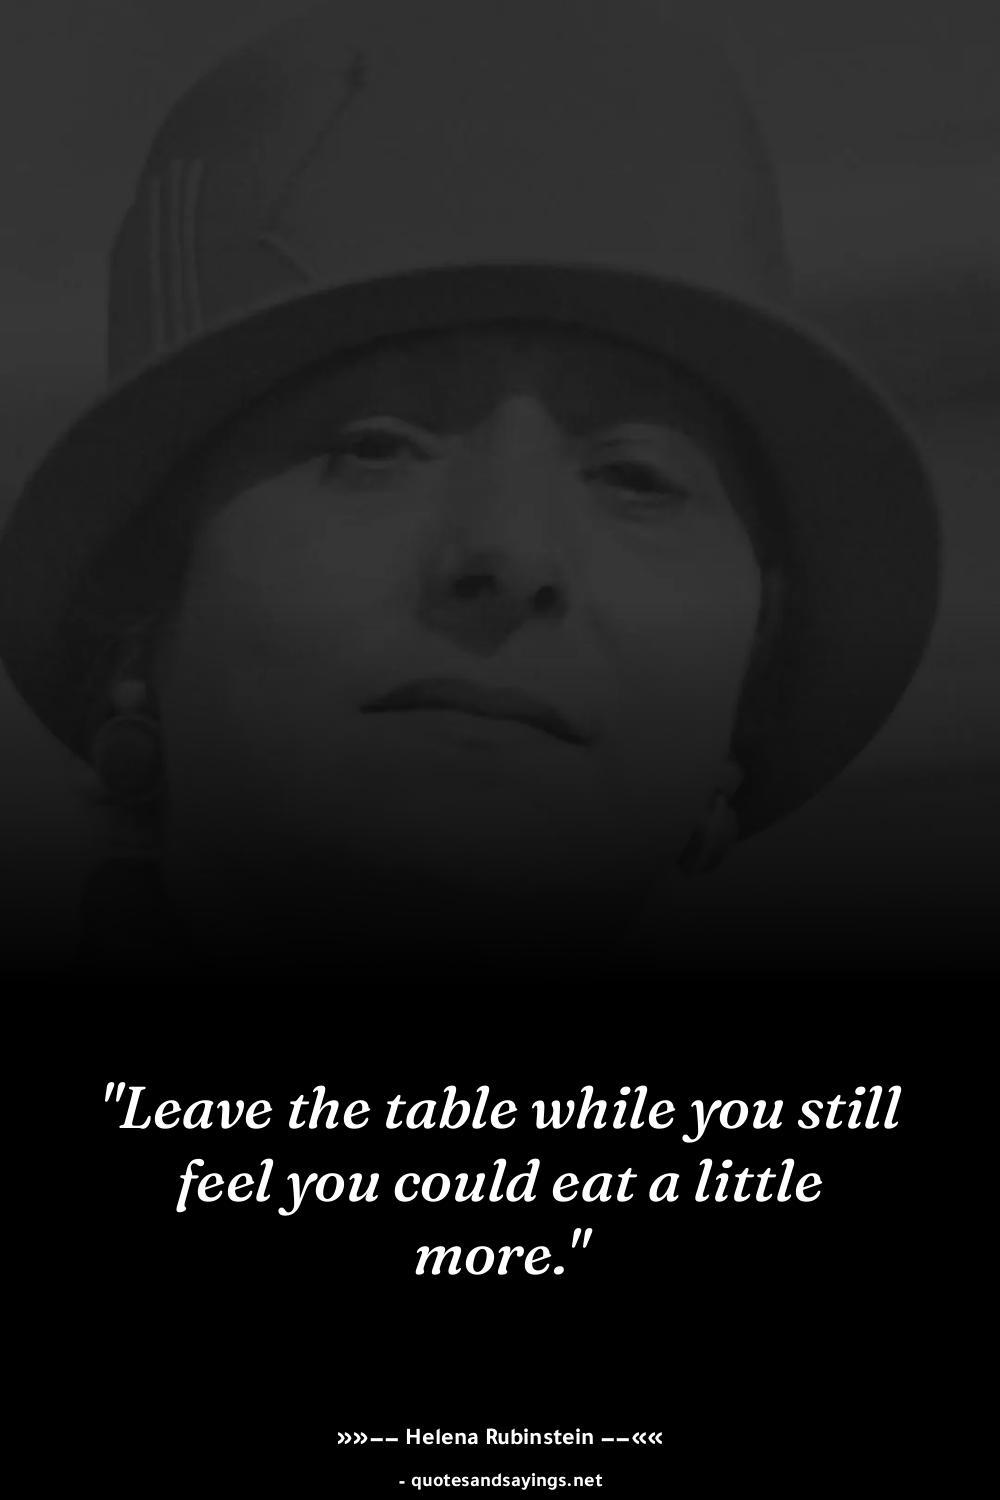 "Leave the table while you still
feel you could eat a little
more."
»»—— Helena Rubinstein ——««
- quotesandsayings.net